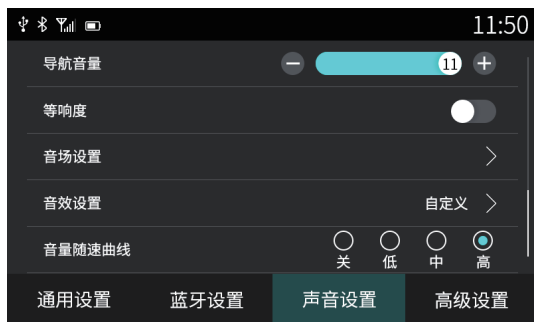 11:50
导航音量 11
等响度
音场设置
音效设置 自定义
音量随速曲线 关 低 中 高
通用设置 蓝牙设置 声音设置 高级设置